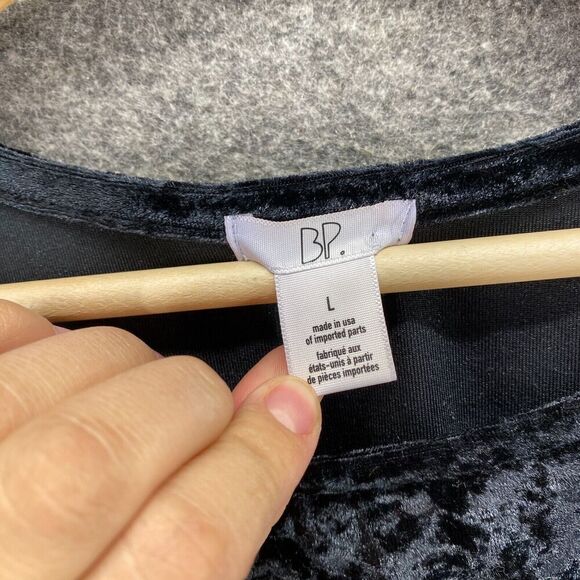 BP.
L
made in usa
of imported parts
fabriqué aux
états-unis à partir
de pièces importées